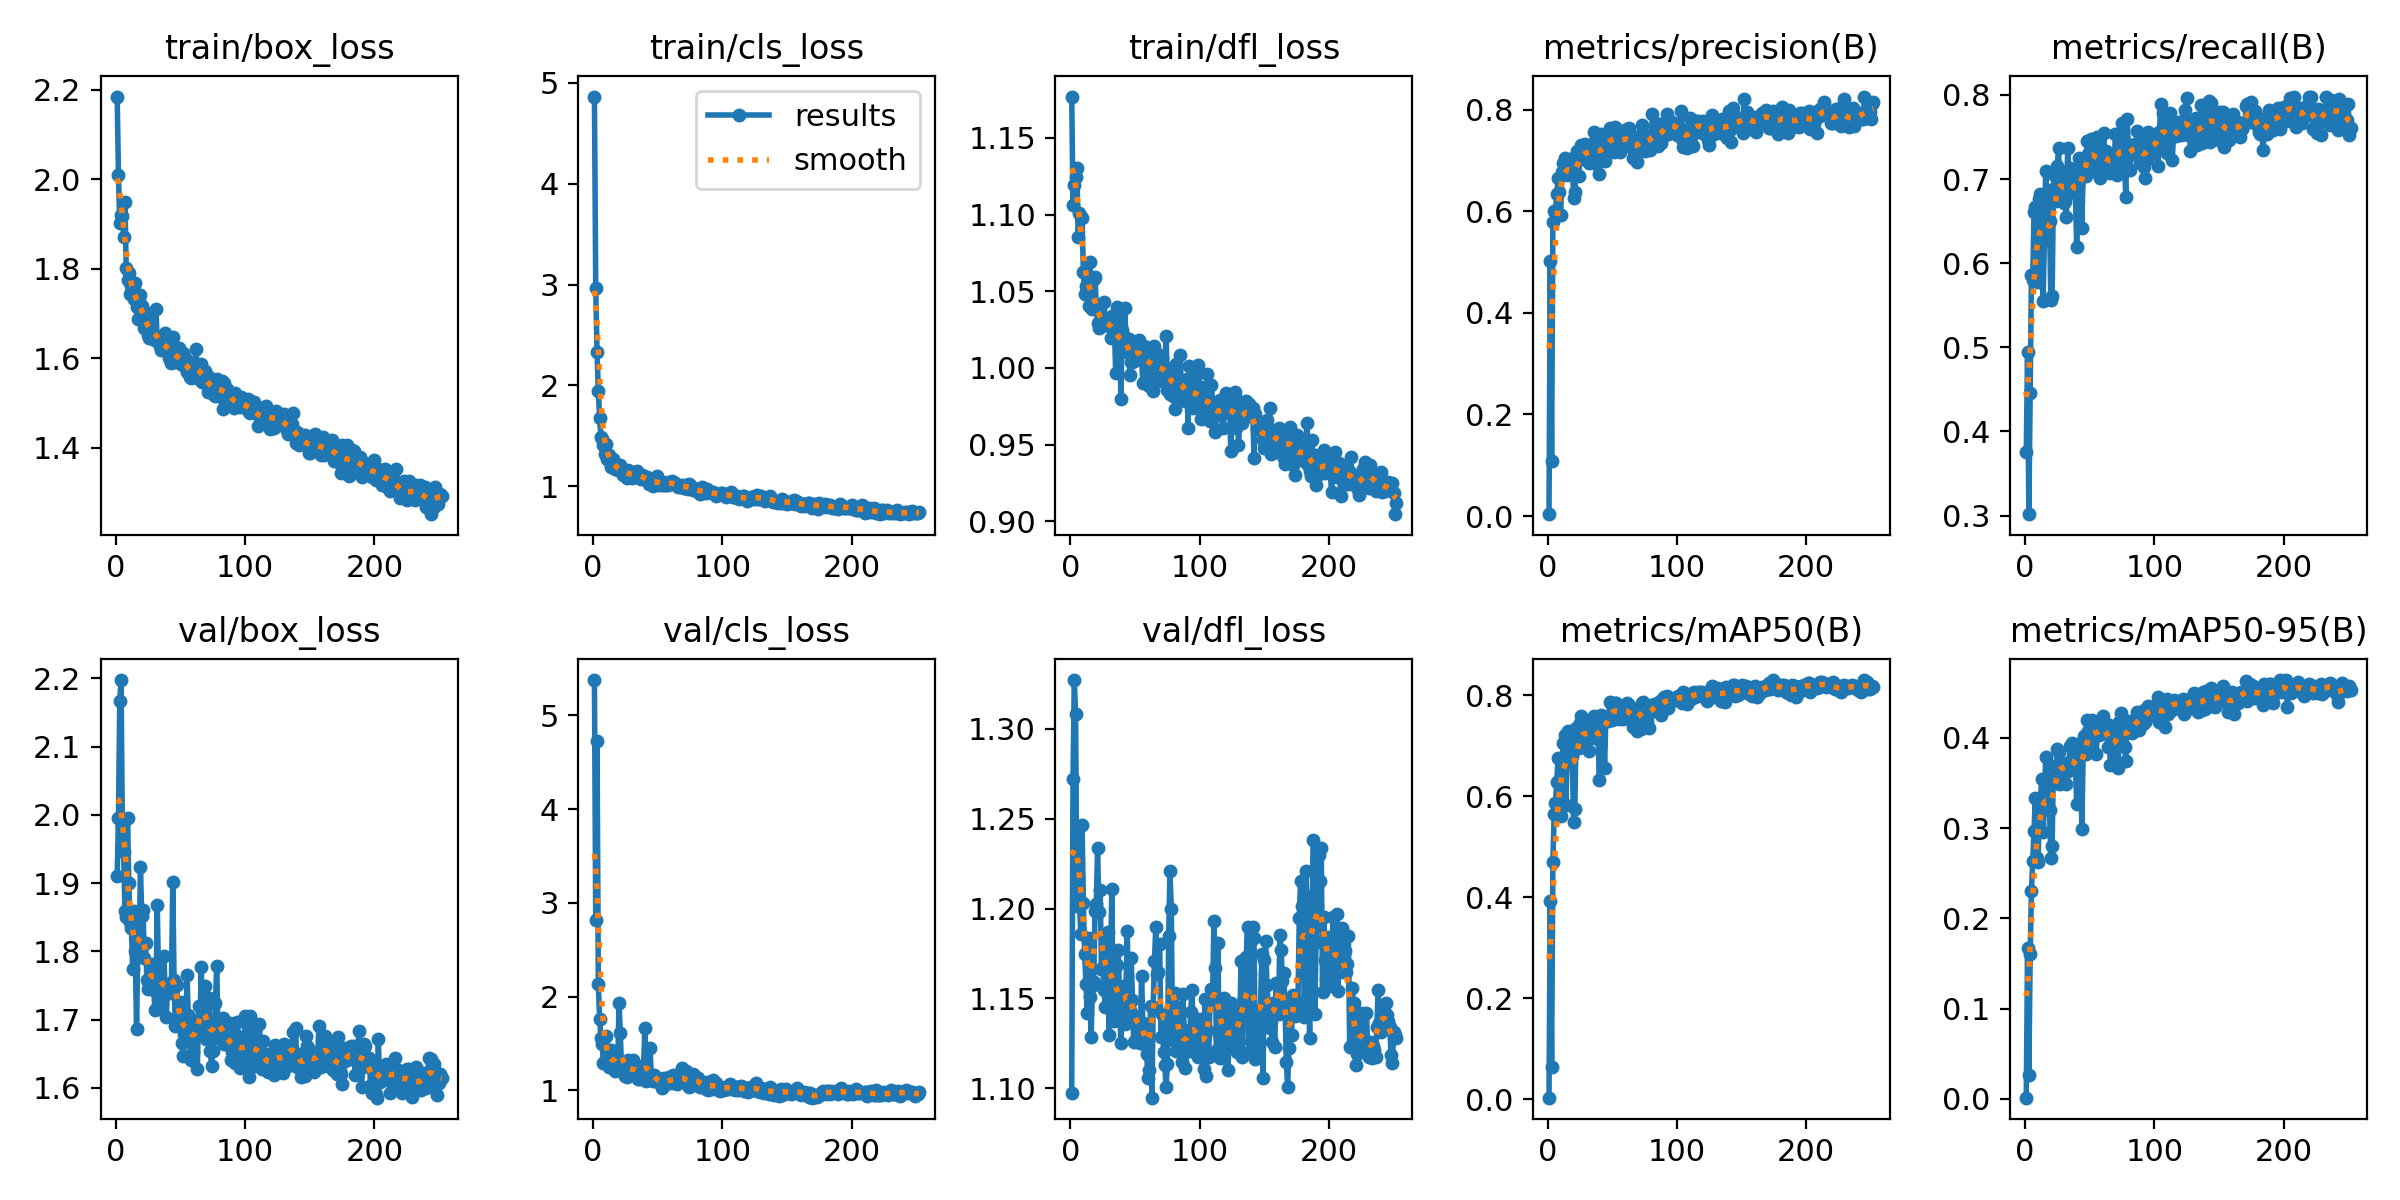 train/box_loss
2.2
2.0
1.8
1.6
1.4
0 100 200
train/cls_loss
results
smooth
5
4
3
2
1
0 100 200
train/dfl_loss
1.15
1.10
1.05
1.00
0.95
0.90
0 100 200
metrics/precision(B)
0.8
0.6
0.4
0.2
0.0
0 100 200
metrics/recall(B)
0.8
0.7
0.6
0.5
0.4
0.3
0 100 200
val/box_loss
2.2
2.1
2.0
1.9
1.8
1.7
1.6
0 100 200
val/cls_loss
5
4
3
2
1
0 100 200
val/dfl_loss
1.30
1.25
1.20
1.15
1.10
0 100 200
metrics/mAP50(B)
0.8
0.6
0.4
0.2
0.0
0 100 200
metrics/mAP50-95(B)
0.4
0.3
0.2
0.1
0.0
0 100 200